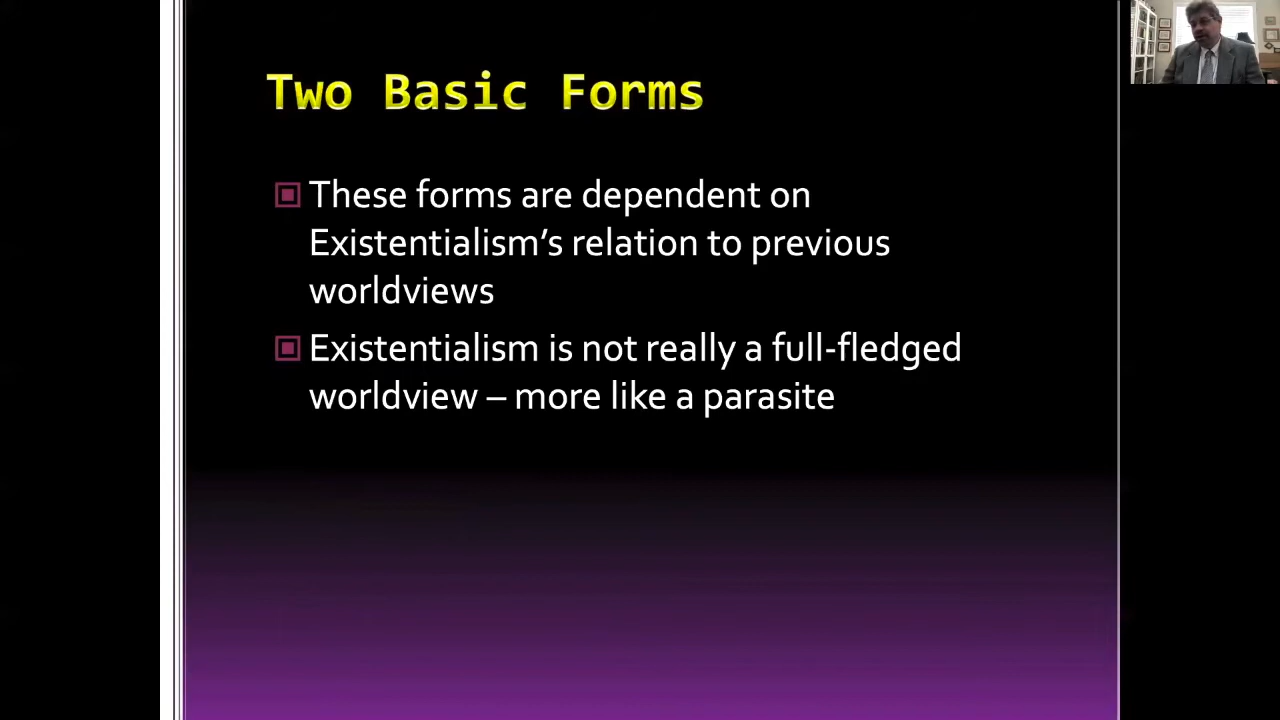 Two Basic Forms
These forms are dependent on
Existentialism’s relation to previous
worldviews
Existentialism is not really a full-fledged
worldview – more like a parasite